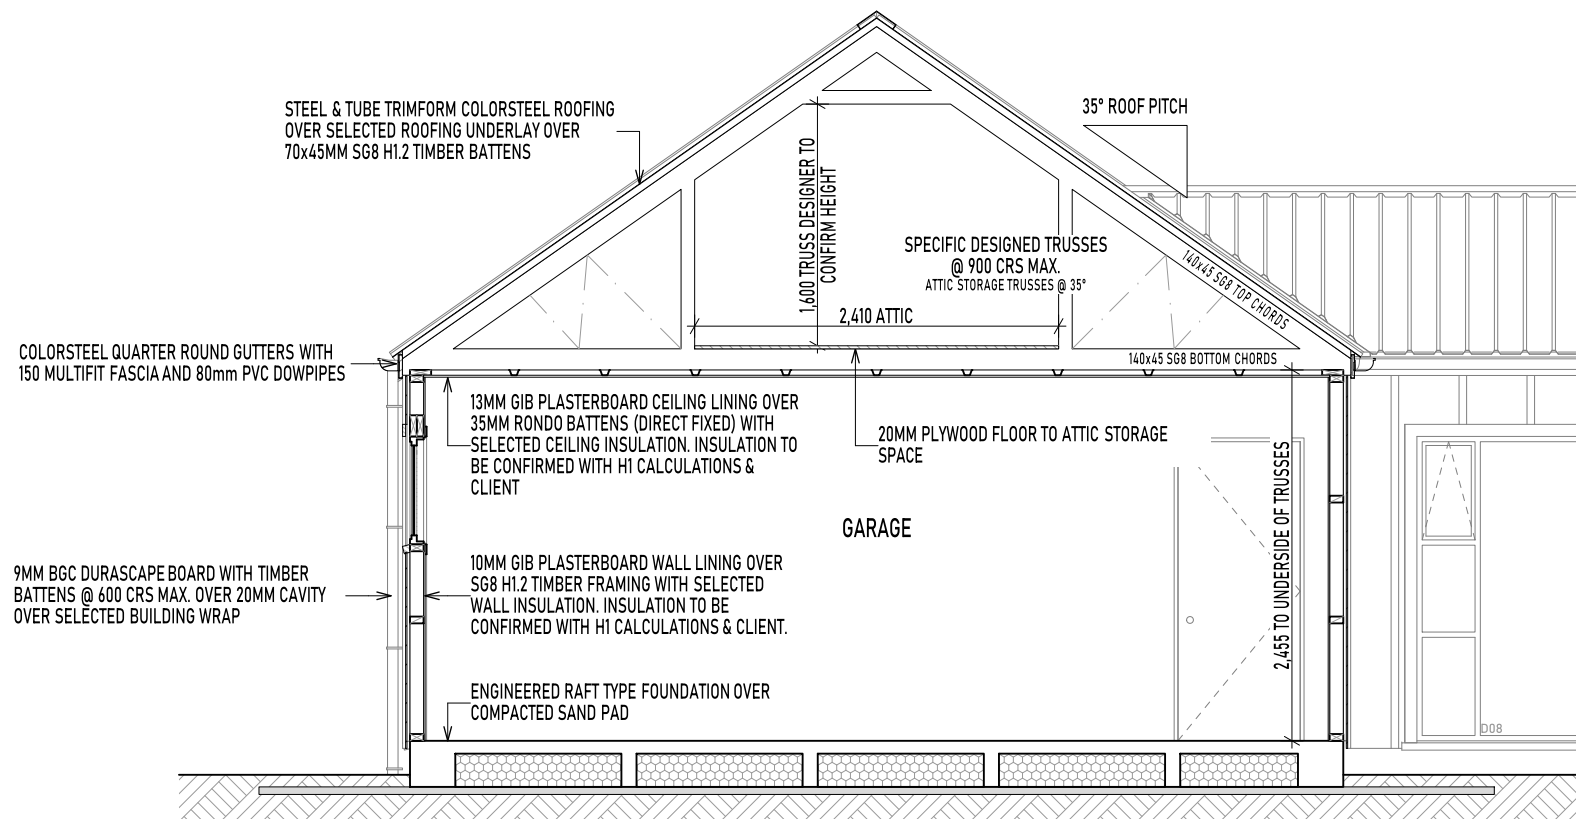 STEEL & TUBE TRIMFORM COLORSTEEL ROOFING
OVER SELECTED ROOFING UNDERLAY OVER
70x45MM SG8 H1.2 TIMBER BATTENS
35° ROOF PITCH
1,600 TRUSS DESIGNER TO
CONFIRM HEIGHT
SPECIFIC DESIGNED TRUSSES
@ 900 CRS MAX.
ATTIC STORAGE TRUSSES @ 35°
140x45 SG8 TOP CHORDS
2,410 ATTIC
140x45 SG8 BOTTOM CHORDS
COLORSTEEL QUARTER ROUND GUTTERS WITH
150 MULTIFIT FASCIA AND 80mm PVC DOWPIPES
13MM GIB PLASTERBOARD CEILING LINING OVER
35MM RONDO BATTENS (DIRECT FIXED) WITH
SELECTED CEILING INSULATION. INSULATION TO
BE CONFIRMED WITH H1 CALCULATIONS &
CLIENT
20MM PLYWOOD FLOOR TO ATTIC STORAGE
SPACE
2,455 TO UNDERSIDE OF TRUSSES
GARAGE
9MM BGC DURASCAPE BOARD WITH TIMBER
BATTENS @ 600 CRS MAX. OVER 20MM CAVITY
OVER SELECTED BUILDING WRAP
10MM GIB PLASTERBOARD WALL LINING OVER
SG8 H1.2 TIMBER FRAMING WITH SELECTED
WALL INSULATION. INSULATION TO BE
CONFIRMED WITH H1 CALCULATIONS & CLIENT.
ENGINEERED RAFT TYPE FOUNDATION OVER
COMPACTED SAND PAD
D08